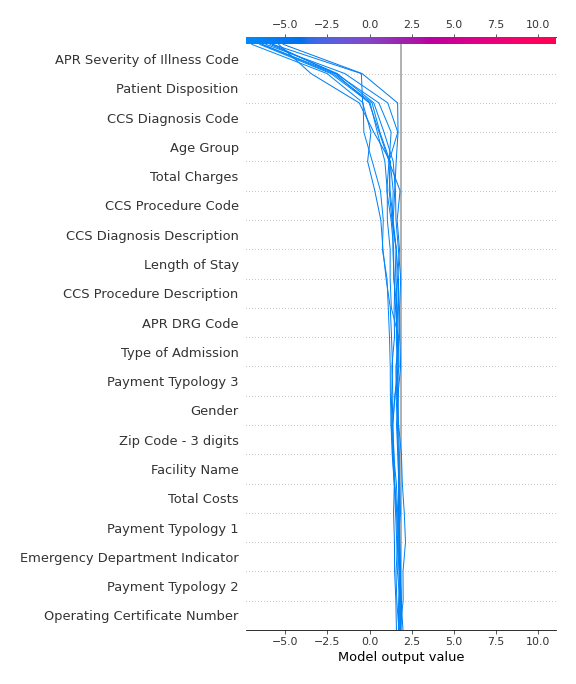 −5.0 −2.5 0.0 2.5 5.0 7.5 10.0
APR Severity of Illness Code
Patient Disposition
CCS Diagnosis Code
Age Group
Total Charges
CCS Procedure Code
CCS Diagnosis Description
Length of Stay
CCS Procedure Description
APR DRG Code
Type of Admission
Payment Typology 3
Gender
Zip Code - 3 digits
Facility Name
Total Costs
Payment Typology 1
Emergency Department Indicator
Payment Typology 2
Operating Certificate Number
−5.0 −2.5 0.0 2.5 5.0 7.5 10.0
Model output value